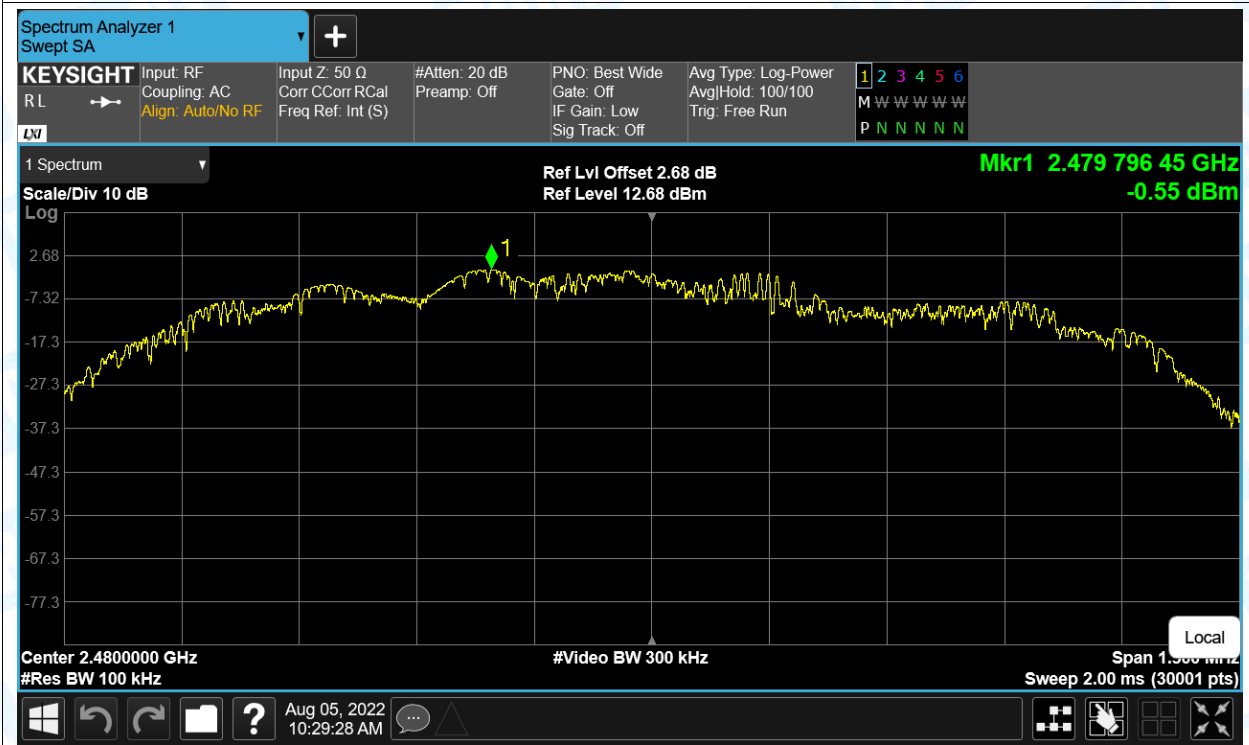 Spectrum Analyzer 1
Swept SA
KEYSIGHT
R L
LXI
Input: RF
Coupling: AC
Align: Auto/No RF
Input Z: 50 Ω
Corr CCorr RCal
Freq Ref: Int (S)
#Atten: 20 dB
Preamp: Off
PNO: Best Wide
Gate: Off
IF Gain: Low
Sig Track: Off
Avg Type: Log-Power
Avg|Hold: 100/100
Trig: Free Run
1 2 3 4 5 6
M W W W W W
P N N N N N
1 Spectrum
Scale/Div 10 dB
Log
Ref Lvl Offset 2.68 dB
Ref Level 12.68 dBm
Mkr1 2.479 796 45 GHz
-0.55 dBm
1
2.68
-7.32
-17.3
-27.3
-37.3
-47.3
-57.3
-67.3
-77.3
Local
Center 2.4800000 GHz
#Video BW 300 kHz
Span
#Res BW 100 kHz
Sweep 2.00 ms (30001 pts)
?
Aug 05, 2022
10:29:28 AM